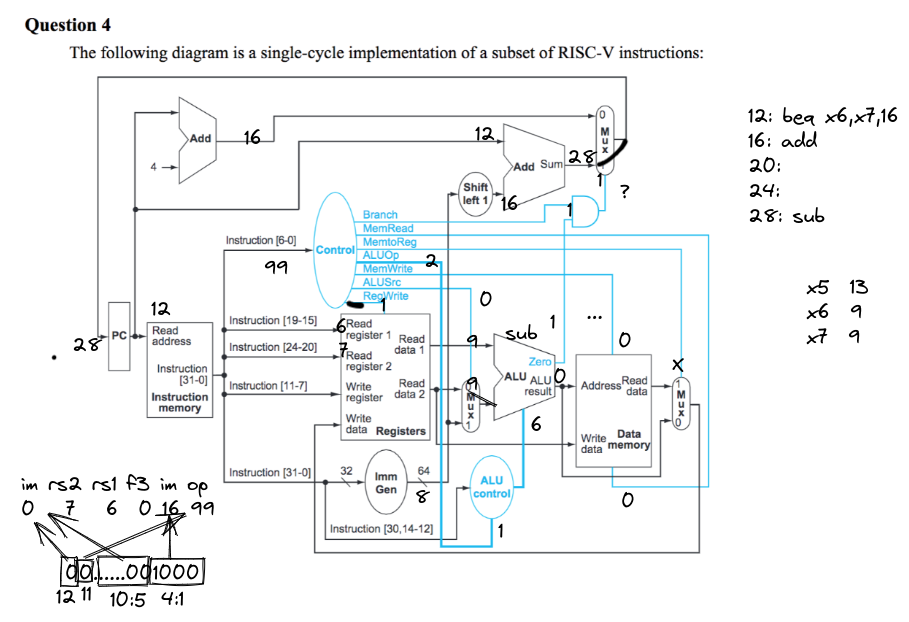 Question 4
The following diagram is a single-cycle implementation of a subset of RISC-V instructions:
12: beq x6,x7,16
16: add
20:
24:
28: sub
x5 13
x6 9
x7 9
0
Mux
1
?
Add
16
4
12
Add Sum
28
Shift left 1
16
1
Branch
MemRead
MemtoReg
ALUOp
2
MemWrite
ALUSrc
RegWrite
Control
Instruction [6-0]
99
0
1
1
...
0
x
28
PC
12
Read address
Instruction [31-0]
Instruction memory
Instruction [19-15]
Instruction [24-20]
Instruction [11-7]
Instruction [31-0]
6
Read register 1
7
Read register 2
Write register
Write data
Read data 1
Read data 2
Registers
9
9
0
Mux
1
sub
Zero
ALU
ALU result
0
6
Address
Read data
Write data
Data memory
0
1
Mux
0
32
Imm Gen
64
8
ALU control
1
Instruction [30,14-12]
im rs2 rs1 f3 im op
0 7 6 0 16 99
00......001000
12 11 10:5 4:1